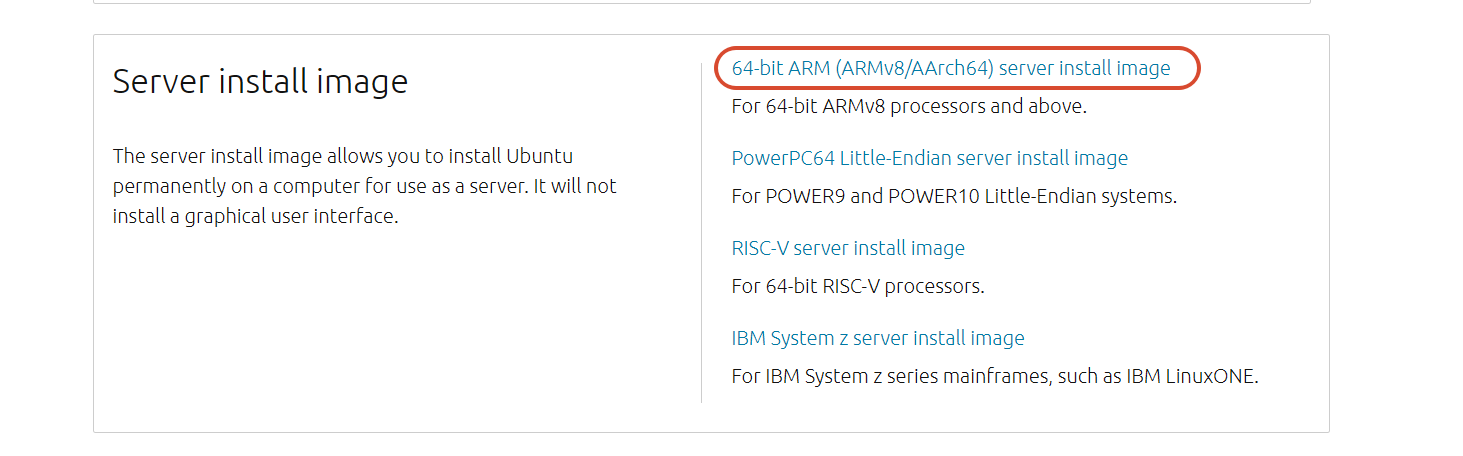 Server install image
The server install image allows you to install Ubuntu
permanently on a computer for use as a server. It will not
install a graphical user interface.
64-bit ARM (ARMv8/AArch64) server install image
For 64-bit ARMv8 processors and above.
PowerPC64 Little-Endian server install image
For POWER9 and POWER10 Little-Endian systems.
RISC-V server install image
For 64-bit RISC-V processors.
IBM System z server install image
For IBM System z series mainframes, such as IBM LinuxONE.